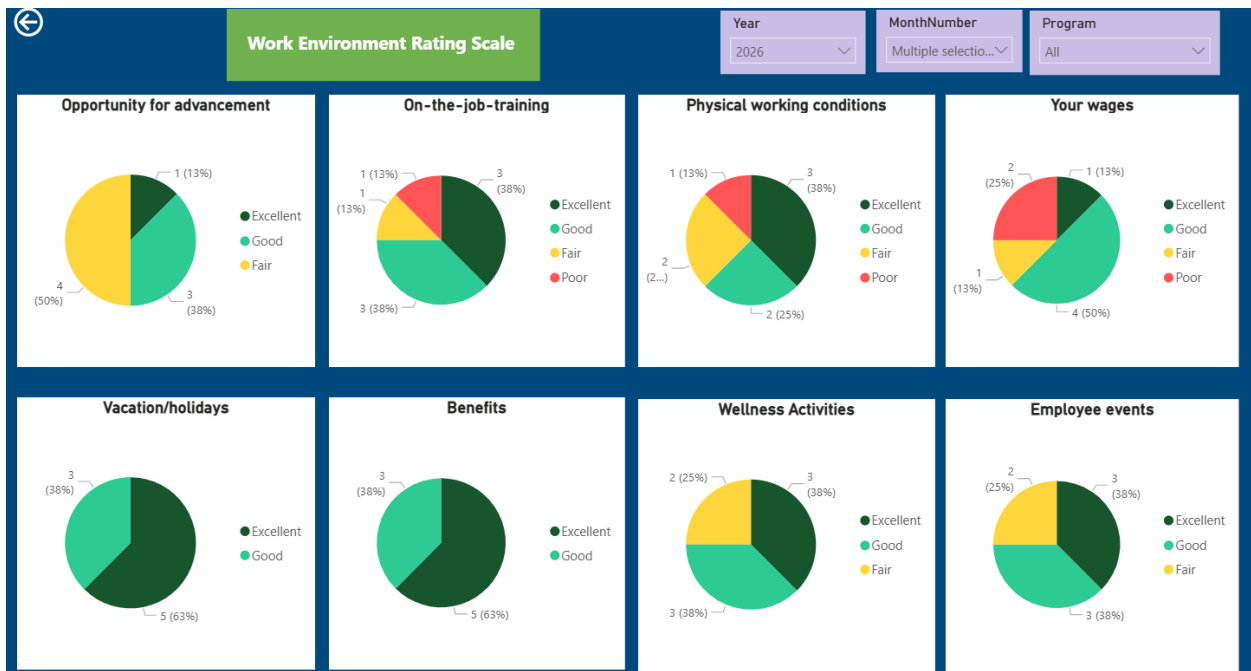 Work Environment Rating Scale
Year
2026
MonthNumber
Multiple selectio...
Program
All
Opportunity for advancement
1 (13%)
4
(50%)
3
(38%)
Excellent
Good
Fair
On-the-job-training
1 (13%)
3
(38%)
1
(13%)
3 (38%)
Excellent
Good
Fair
Poor
Physical working conditions
1 (13%)
3
(38%)
2
(2...)
2 (25%)
Excellent
Good
Fair
Poor
Your wages
2
(25%)
1 (13%)
1
(13%)
4 (50%)
Excellent
Good
Fair
Poor
Vacation/holidays
3
(38%)
5 (63%)
Excellent
Good
Benefits
3
(38%)
5 (63%)
Excellent
Good
Wellness Activities
2 (25%)
3
(38%)
3 (38%)
Excellent
Good
Fair
Employee events
2
(25%)
3
(38%)
3 (38%)
Excellent
Good
Fair